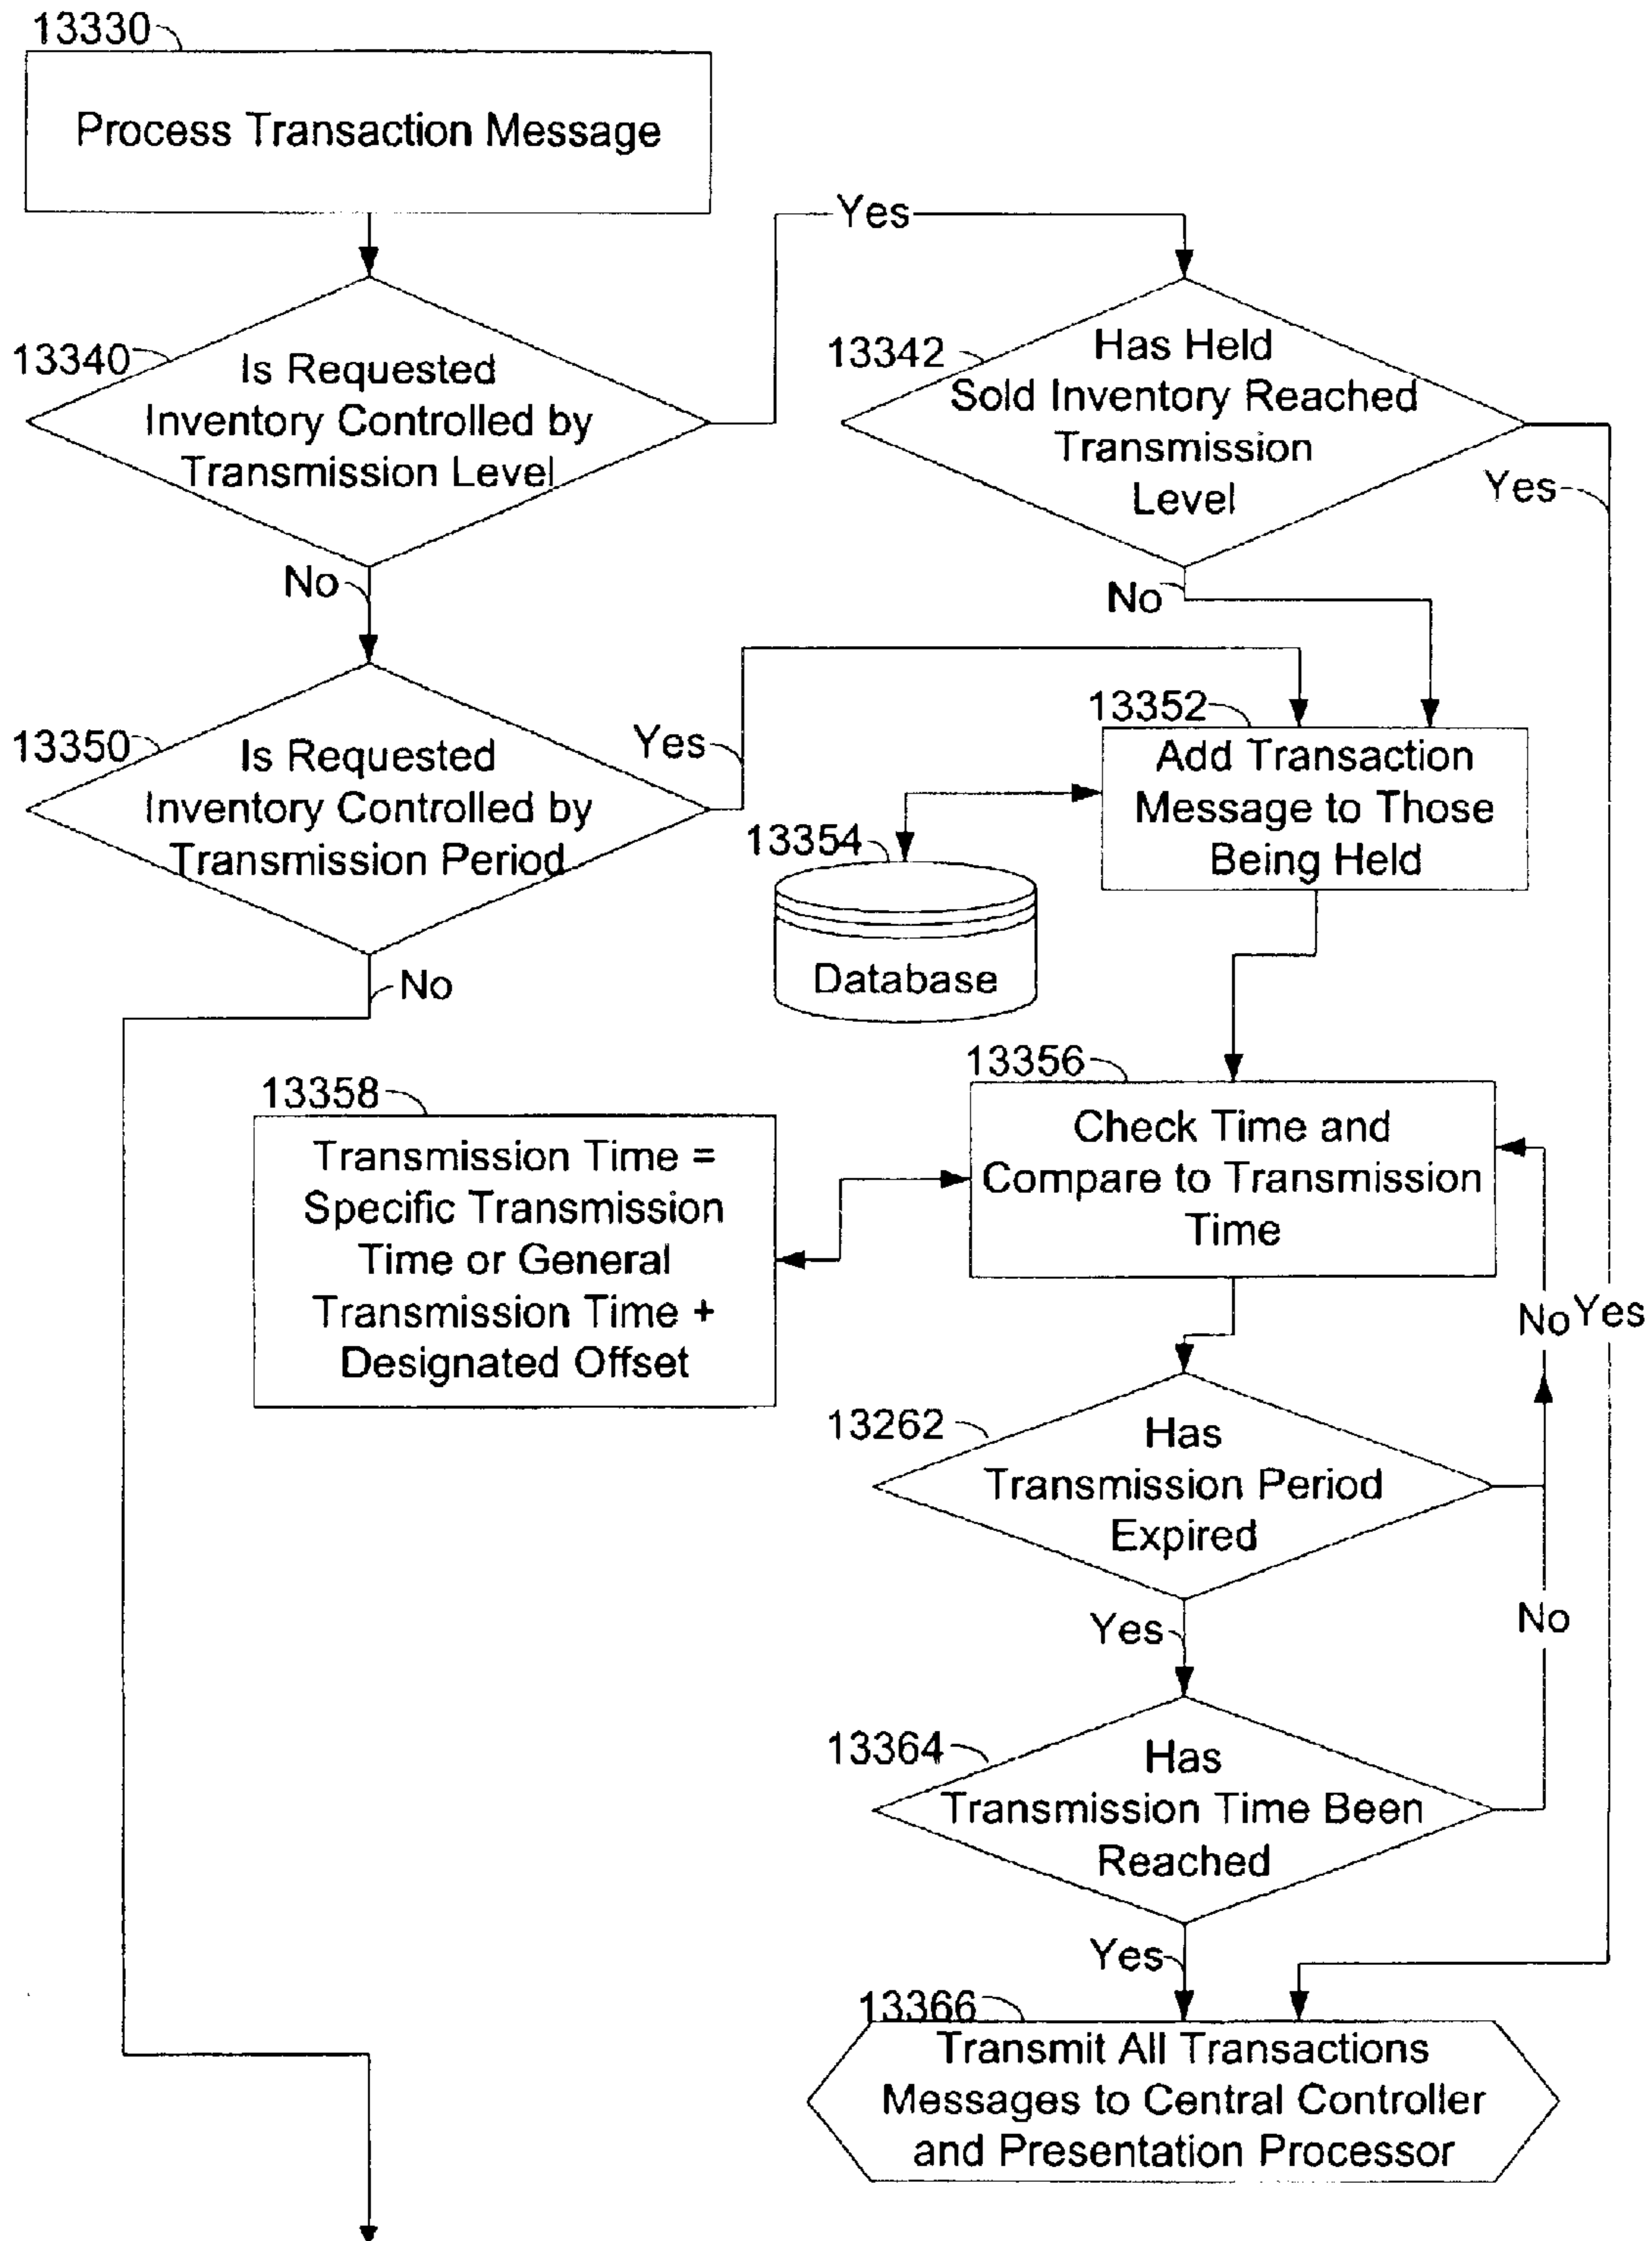 13330
Process Transaction Message
Yes
13340
Is Requested
Inventory Controlled by
Transmission Level
13342
Has Held
Sold Inventory Reached
Transmission
Level
Yes
No
No
13350
Is Requested
Inventory Controlled by
Transmission Period
Yes
13352
Add Transaction
Message to Those
Being Held
13354
Database
No
13356
Check Time and
Compare to Transmission
Time
13358
Transmission Time =
Specific Transmission
Time or General
Transmission Time +
Designated Offset
No
Yes
13262
Has
Transmission Period
Expired
Yes
No
13364
Has
Transmission Time Been
Reached
Yes
13366
Transmit All Transactions
Messages to Central Controller
and Presentation Processor